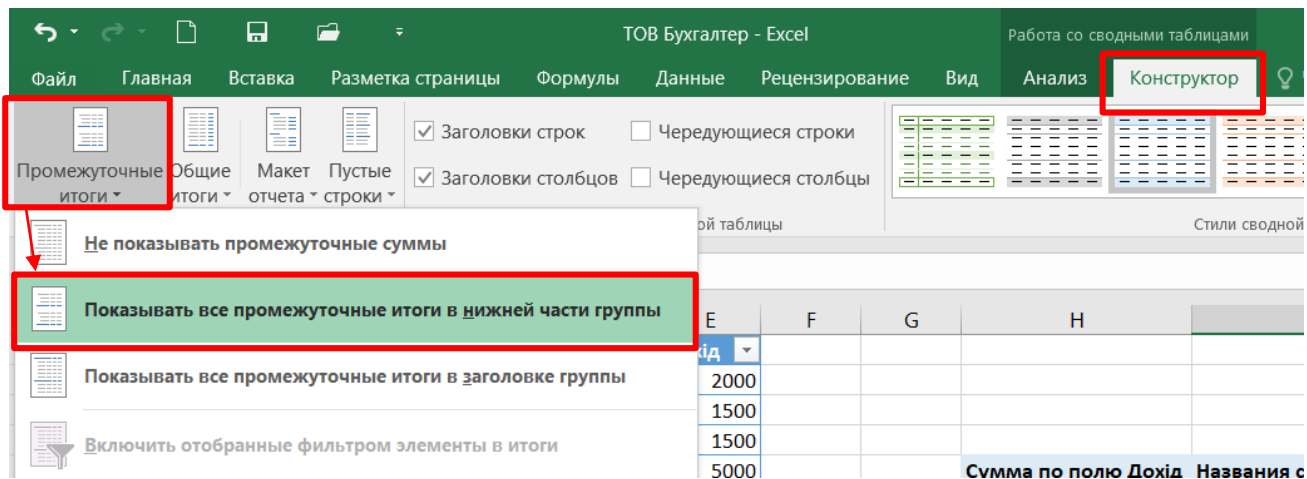 ТОВ Бухгалтер - Excel
Работа со сводными таблицами
Файл Главная Вставка Разметка страницы Формулы Данные Рецензирование Вид Анализ Конструктор
Промежуточные итоги
Общие итоги
Макет отчета
Пустые строки
Заголовки строк
Чередующиеся строки
Заголовки столбцов
Чередующиеся столбцы
таблицы
Стили сводной
Не показывать промежуточные суммы
Показывать все промежуточные итоги в нижней части группы
Показывать все промежуточные итоги в заголовке группы
Включить отобранные фильтром элементы в итоги
E F G H
2000
1500
1500
5000
Сумма по полю Дохід Названия